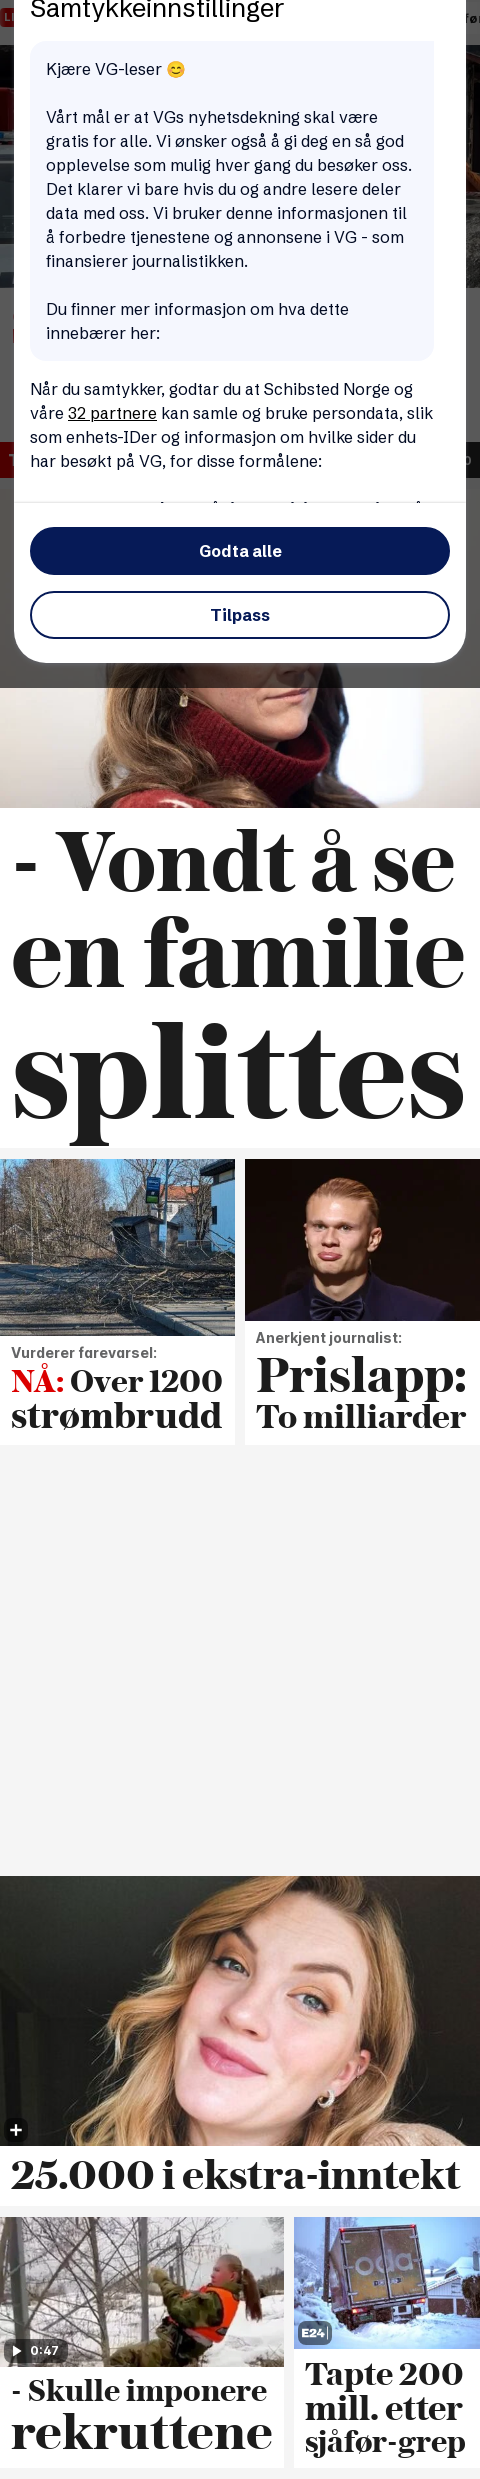 Samtykkeinnstillinger
Kjære VG-leser 😊
Vårt mål er at VGs nyhetsdekning skal være
gratis for alle. Vi ønsker også å gi deg en så god
opplevelse som mulig hver gang du besøker oss.
Det klarer vi bare hvis du og andre lesere deler
data med oss. Vi bruker denne informasjonen til
å forbedre tjenestene og annonsene i VG - som
finansierer journalistikken.
Du finner mer informasjon om hva dette
innebærer her:
Når du samtykker, godtar du at Schibsted Norge og
våre 32 partnere kan samle og bruke persondata, slik
som enhets-IDer og informasjon om hvilke sider du
har besøkt på VG, for disse formålene:
Godta alle
Tilpass
- Vondt å se
en familie
splittes
Vurderer farevarsel:
NÅ: Over 1200
strømbrudd
Anerkjent journalist:
Prislapp:
To milliarder
25.000 i ekstra-inntekt
0:47
- Skulle imponere
rekruttene
oda
E24
Tapte 200
mill. etter
sjåfør-grep